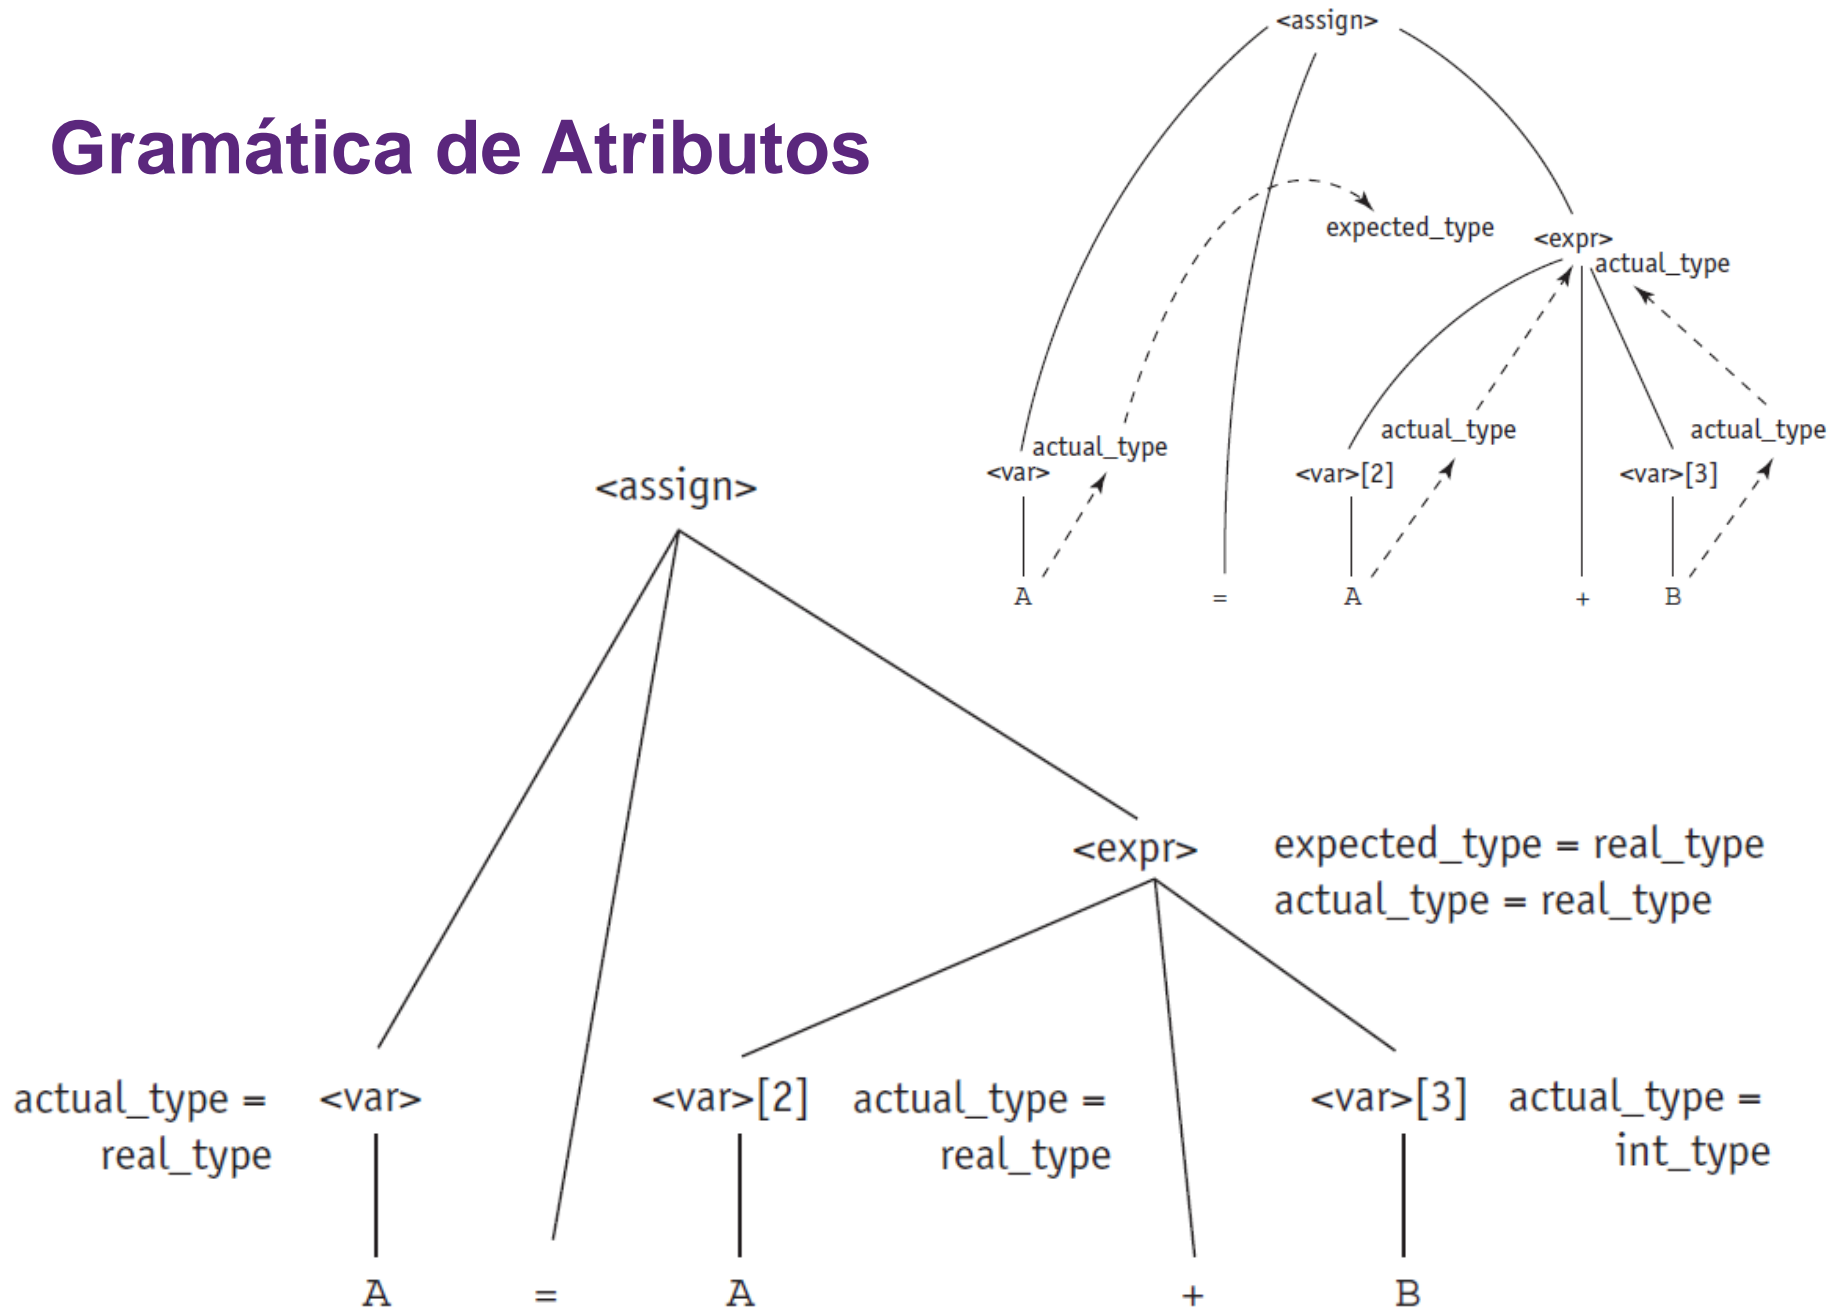 Gramática de Atributos
<assign>
expected_type
<expr>
actual_type
actual_type
<var>
actual_type
<var>[2]
actual_type
<var>[3]
A = A + B
<assign>
<expr>
expected_type = real_type
actual_type = real_type
actual_type =
real_type
<var>
<var>[2]
actual_type =
real_type
<var>[3]
actual_type =
int_type
A = A + B